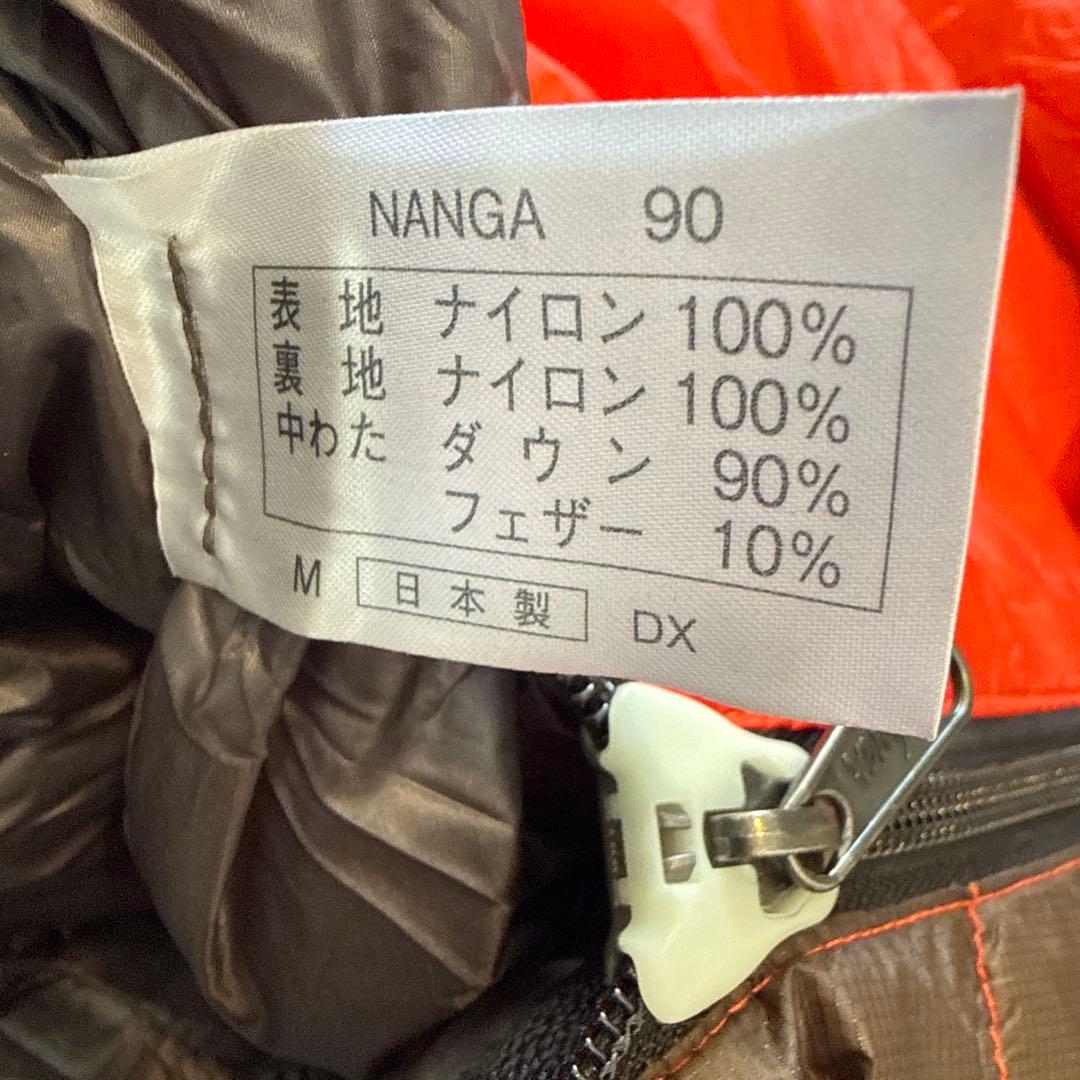 NANGA 90
表地 ナイロン 100%
裏地 ナイロン 100%
中わた ダウン 90%
フェザー 10%
M 日本製 DX